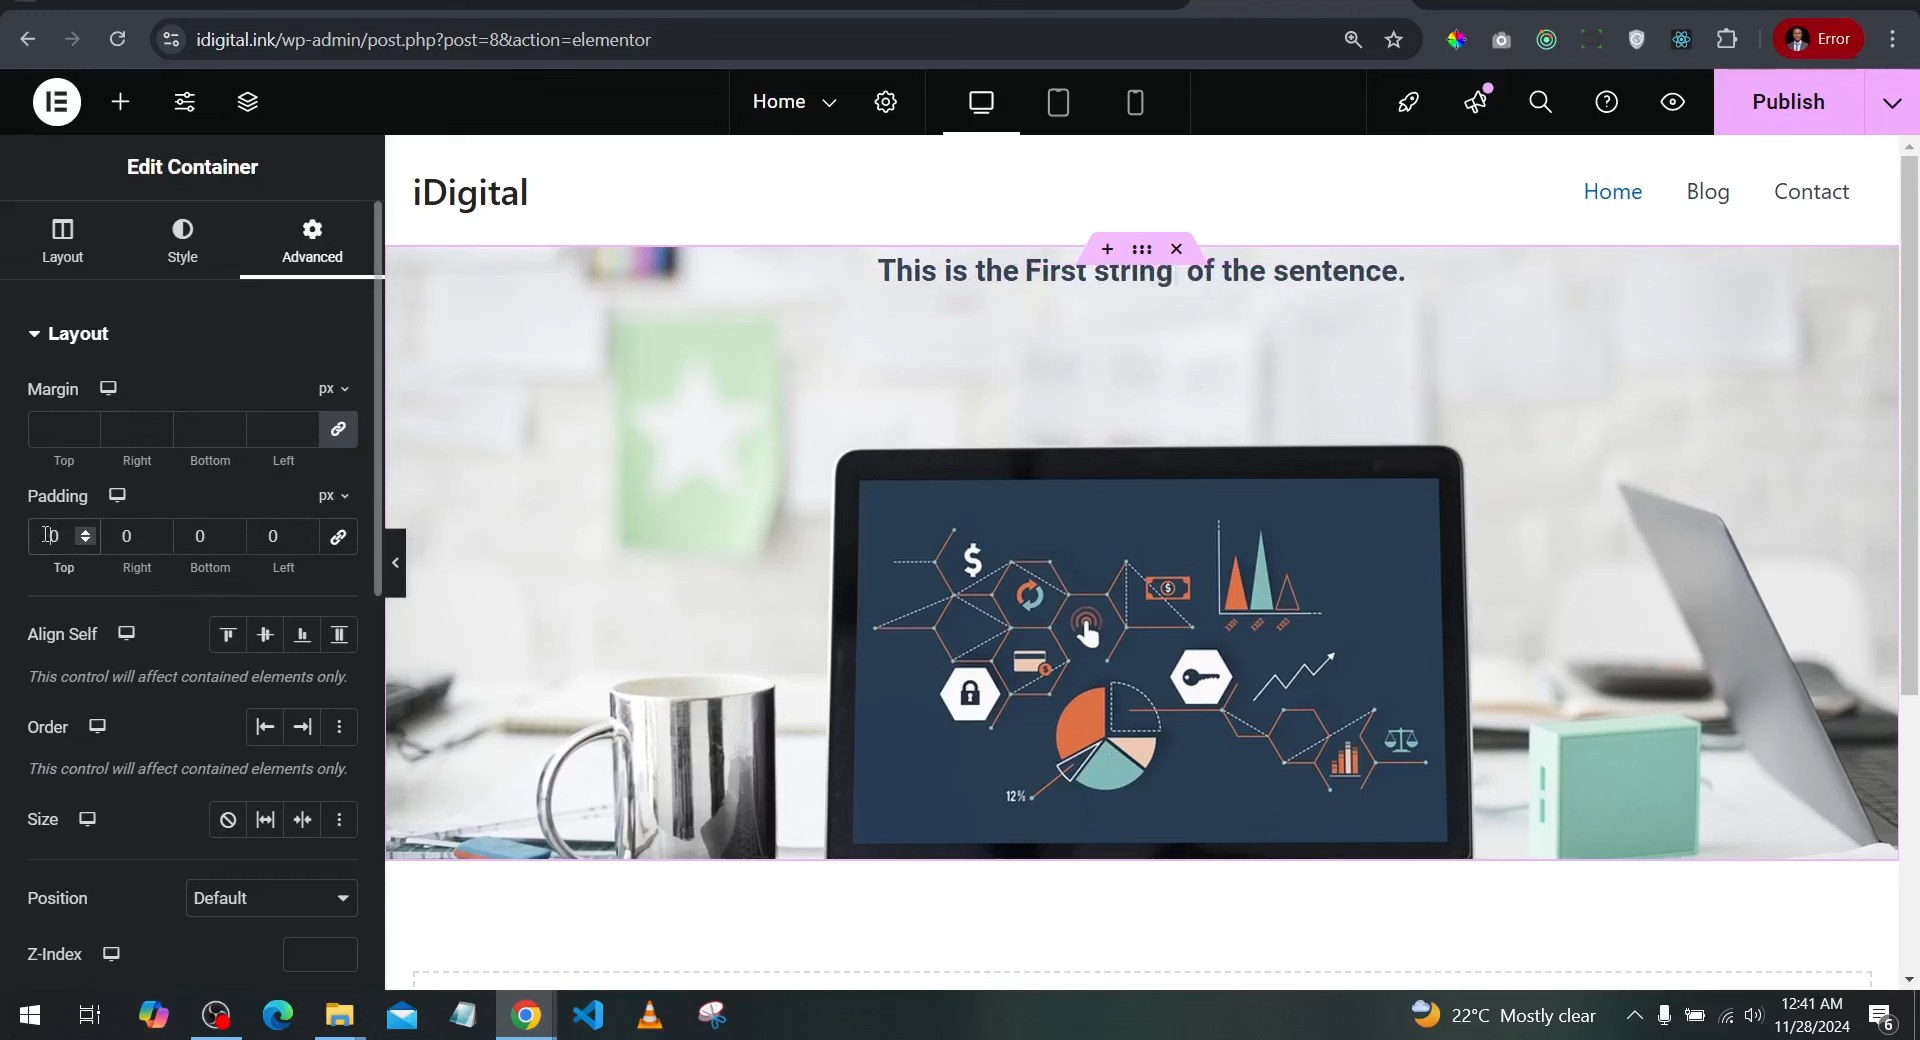 idigital.ink/wp-admin/post.php?post=8&action=elementor
Error
Home
Publish
Edit Container
Layout
Style
Advanced
Layout
Margin
px
Top
Right
Bottom
Left
Padding
px
0
0
0
0
Top
Right
Bottom
Left
Align Self
This control will affect contained elements only.
Order
This control will affect contained elements only.
Size
Position
Default
Z-Index
iDigital
Home
Blog
Contact
This is the First string of the sentence.
$
12%
22°C Mostly clear
12:41 AM
11/28/2024
6